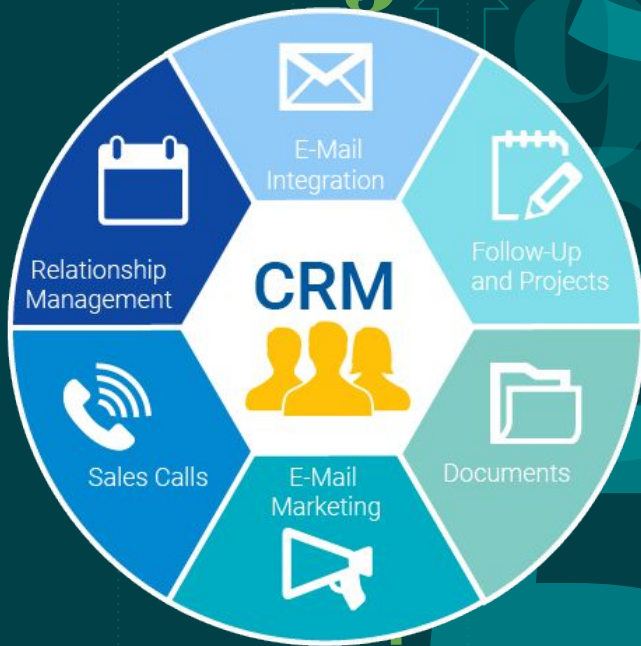 E-Mail
Integration
Follow-Up
and Projects
Documents
E-Mail
Marketing
Sales Calls
Relationship
Management
CRM